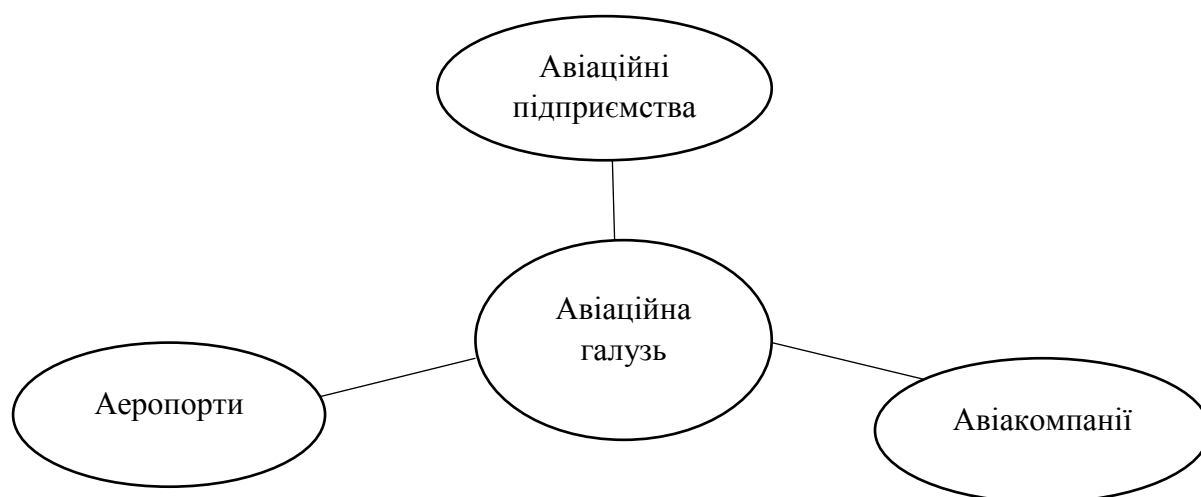 Авіаційні
підприємства
Авіаційна
галузь
Аеропорти
Авіакомпанії